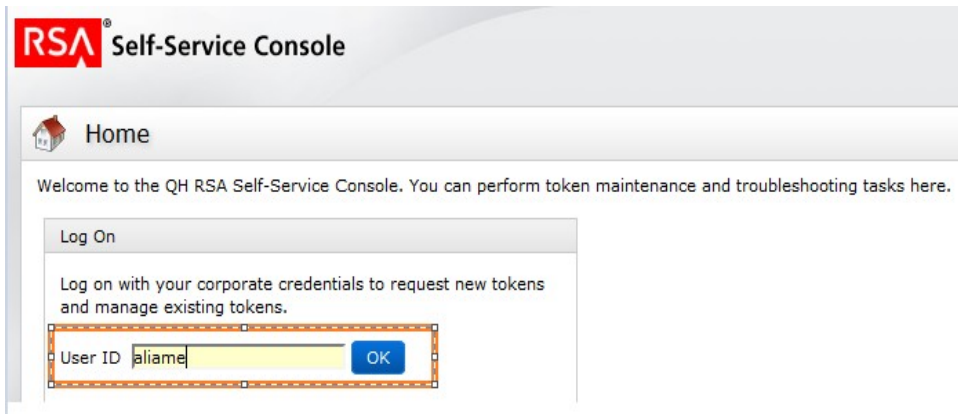 RSA® Self-Service Console
Home
Welcome to the QH RSA Self-Service Console. You can perform token maintenance and troubleshooting tasks here.
Log On
Log on with your corporate credentials to request new tokens
and manage existing tokens.
User ID aliame OK